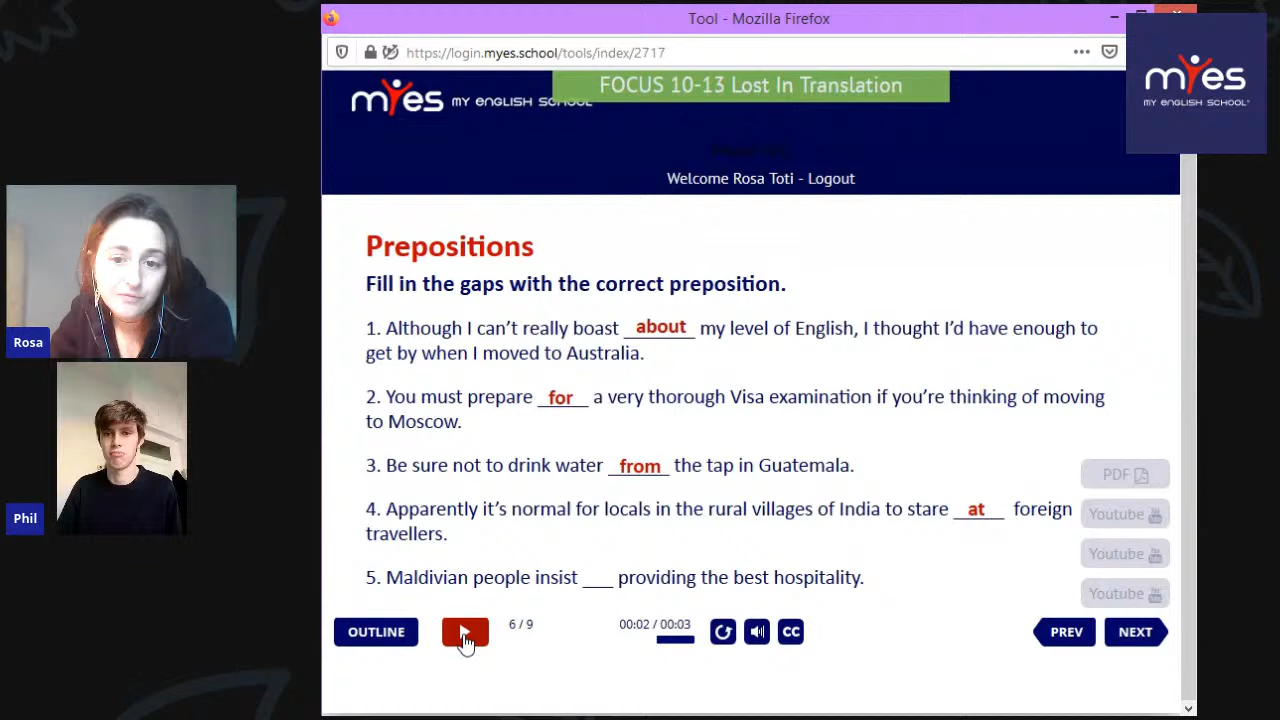 Tool - Mozilla Firefox
https://login.myes.school/tools/index/2717
myes MY ENGLISH SCHOOL
FOCUS 10-13 Lost In Translation
myes
MY ENGLISH SCHOOL
Welcome Rosa Toti - Logout
Prepositions
Fill in the gaps with the correct preposition.
1. Although I can't really boast about my level of English, I thought I'd have enough to
get by when I moved to Australia.
2. You must prepare for a very thorough Visa examination if you're thinking of moving
to Moscow.
3. Be sure not to drink water from the tap in Guatemala.
4. Apparently it's normal for locals in the rural villages of India to stare at foreign
travellers.
5. Maldivian people insist ___ providing the best hospitality.
PDF
Youtube
Youtube
Youtube
OUTLINE
6 / 9
00:02 / 00:03
CC
PREV
NEXT
Rosa
Phil